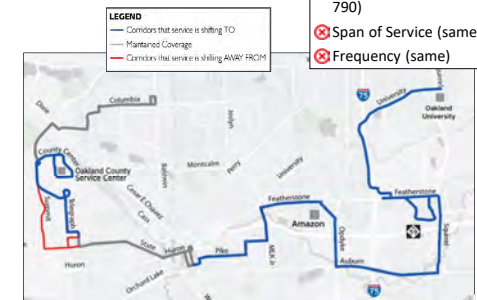 790)
Span of Service (same
Frequency (same)
LEGEND
Corridors that service is shifting TO
Maintained Coverage
Corridors that service is shifting AWAY FROM
75
University
Oakland
University
Dixie
Columbia
Joslyn
County Center
Oakland County
Service Center
Baldwin
Montcalm
Perry
University
Cesar E Chavez
Cass
Summit
Telegraph
Featherstone
Featherstone
Amazon
Opdyke
Squirrel
State
Huron
Pike
MLK Jr
Auburn
Huron
Orchard Lake
75